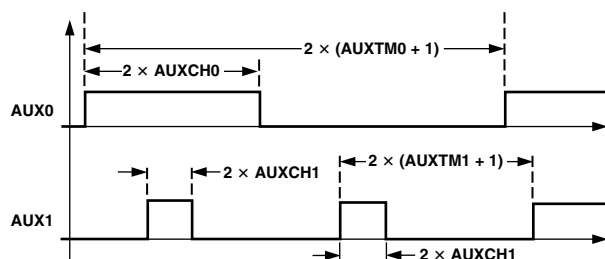 2 × (AUXTM0 + 1)
2 × AUXCH0
AUX0
2 × (AUXTM1 + 1)
2 × AUXCH1
AUX1
2 × AUXCH1